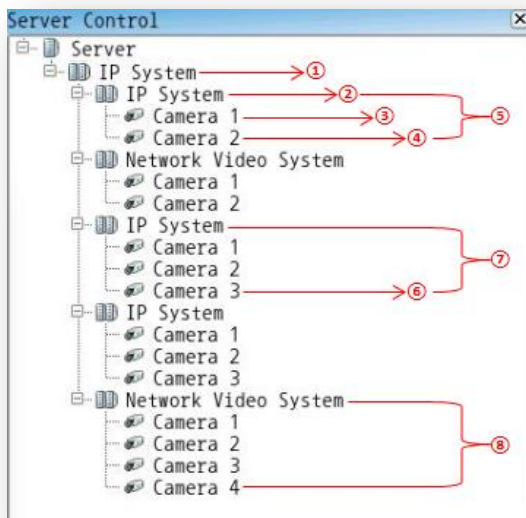 Server Control
Server
IP System ①
IP System ②
Camera 1 ③ ⑤
Camera 2 ④
Network Video System
Camera 1
Camera 2
IP System
Camera 1
Camera 2 ⑦
Camera 3 ⑥
IP System
Camera 1
Camera 2
Camera 3
Network Video System
Camera 1
Camera 2 ⑧
Camera 3
Camera 4